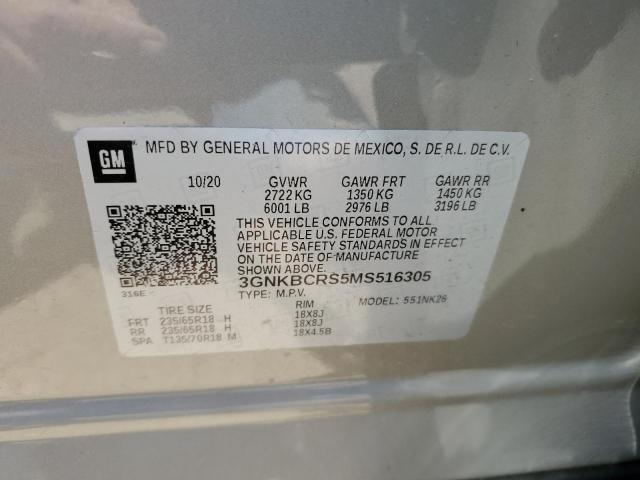 GM
MFD BY GENERAL MOTORS DE MEXICO, S. DE R.L. DE C.V.
10/20 GVWR GAWR FRT GAWR RR
2722 KG 1350 KG 1450 KG
6001 LB 2976 LB 3196 LB
THIS VEHICLE CONFORMS TO ALL
APPLICABLE U.S. FEDERAL MOTOR
VEHICLE SAFETY STANDARDS IN EFFECT
ON THE DATE OF MANUFACTURE SHOWN ABOVE.
3GNKBCRS5MS516305
316E TYPE: M.P.V. MODEL: 551NK26
TIRE SIZE RIM
FRT 235/65R18 H 18X8J
RR 235/65R18 H 18X8J
SPA T135/70R18 M 18X4.5B